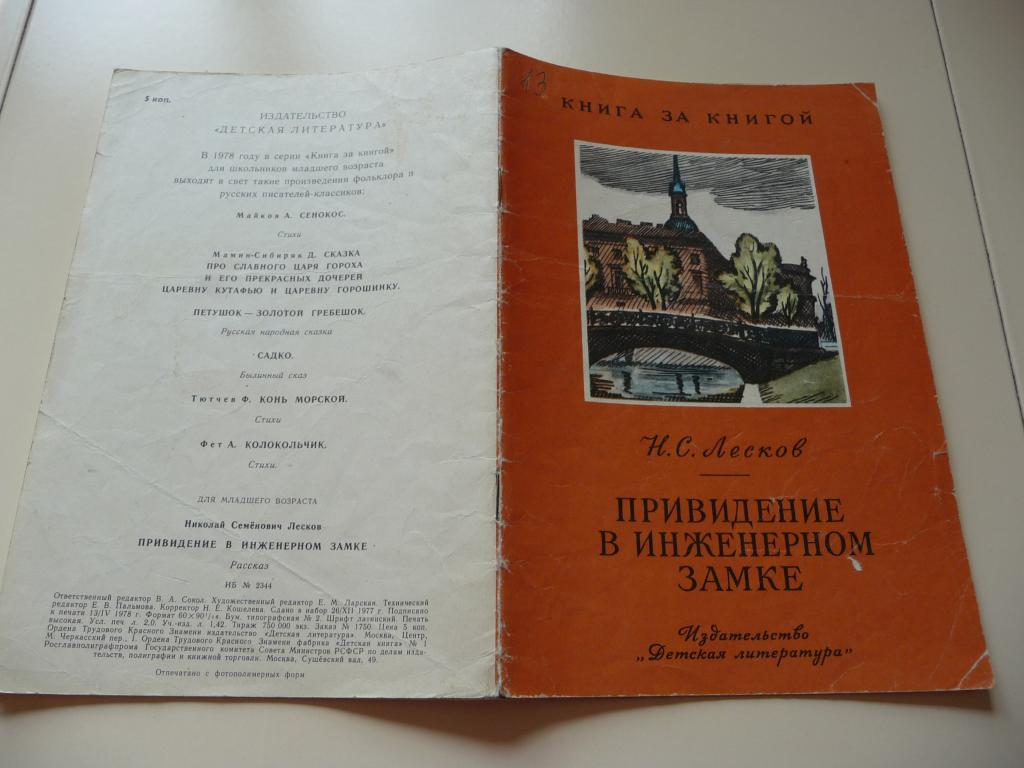 5 коп.
ИЗДАТЕЛЬСТВО
«ДЕТСКАЯ ЛИТЕРАТУРА»
В 1978 году в серии «Книга за книгой»
для школьников младшего возраста
выходят в свет такие произведения фольклора и
русских писателей-классиков:
Майков А. СЕНОКОС.
Стихи
Мамин-Сибиряк Д. СКАЗКА
ПРО СЛАВНОГО ЦАРЯ ГОРОХА
И ЕГО ПРЕКРАСНЫХ ДОЧЕРЕЙ
ЦАРЕВНУ КУТАФЬЮ И ЦАРЕВНУ ГОРОШИНКУ.
ПЕТУШОК — ЗОЛОТОЙ ГРЕБЕШОК.
Русская народная сказка
САДКО.
Былинный сказ
Тютчев Ф. КОНЬ МОРСКОЙ.
Стихи
Фет А. КОЛОКОЛЬЧИК.
Стихи.
ДЛЯ МЛАДШЕГО ВОЗРАСТА
Николай Семёнович Лесков
ПРИВИДЕНИЕ В ИНЖЕНЕРНОМ ЗАМКЕ
Рассказ
ИБ № 2344
Ответственный редактор В. А. Сокол. Художественный редактор Е. М. Ларская. Технический
редактор Е. В. Пальмова. Корректор Н. Е. Кошелева. Сдано в набор 26/XII 1977 г. Подписано
к печати 13/IV 1978 г. Формат 60×90 1/16. Бум. типографская № 2. Шрифт латинский. Печать
высокая. Усл. печ. л. 2,0. Уч.-изд. л. 1,42. Тираж 750 000 экз. Заказ № 1750. Цена 5 коп.
Ордена Трудового Красного Знамени издательство «Детская литература». Москва, Центр,
М. Черкасский пер., 1. Ордена Трудового Красного Знамени фабрика «Детская книга» № 1
Росглавполиграфпрома Государственного комитета Совета Министров РСФСР по делам изда-
тельств, полиграфии и книжной торговли. Москва, Сущёвский вал, 49.
Отпечатано с фотополимерных форм
13
КНИГА ЗА КНИГОЙ
Н. С. Лесков
ПРИВИДЕНИЕ
В ИНЖЕНЕРНОМ
ЗАМКЕ
Издательство
„Детская литература"